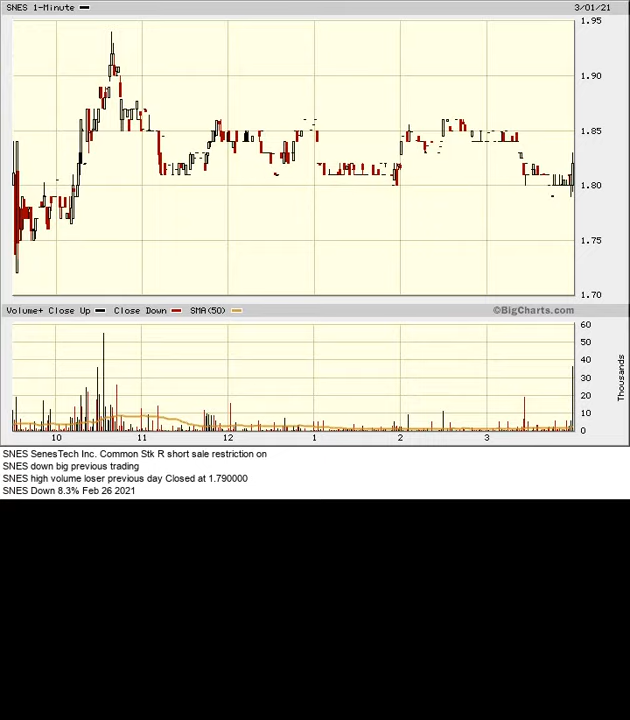 SNES 1-Minute 3/01/21
1.95
1.90
1.85
1.80
1.75
1.70
Volume+ Close Up Close Down SMA(50) ©BigCharts.com
60
50
40
30
20
10
0
Thousands
10 11 12 1 2 3
SNES SenesTech Inc. Common Stk R short sale restriction on
SNES down big previous trading
SNES high volume loser previous day Closed at 1.790000
SNES Down 8.3% Feb 26 2021